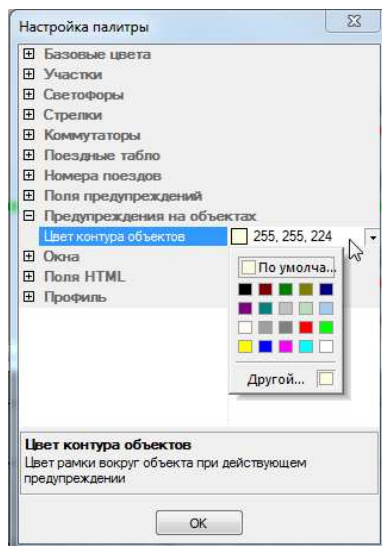 Настройка палитры
Базовые цвета
Участки
Светофоры
Стрелки
Коммутаторы
Поездные табло
Номера поездов
Поля предупреждений
Предупреждения на объектах
Цвет контура объектов 255, 255, 224
Окна
По умолча...
Поля HTML
Профиль
Другой...
Цвет контура объектов
Цвет рамки вокруг объекта при действующем
предупреждении
OK